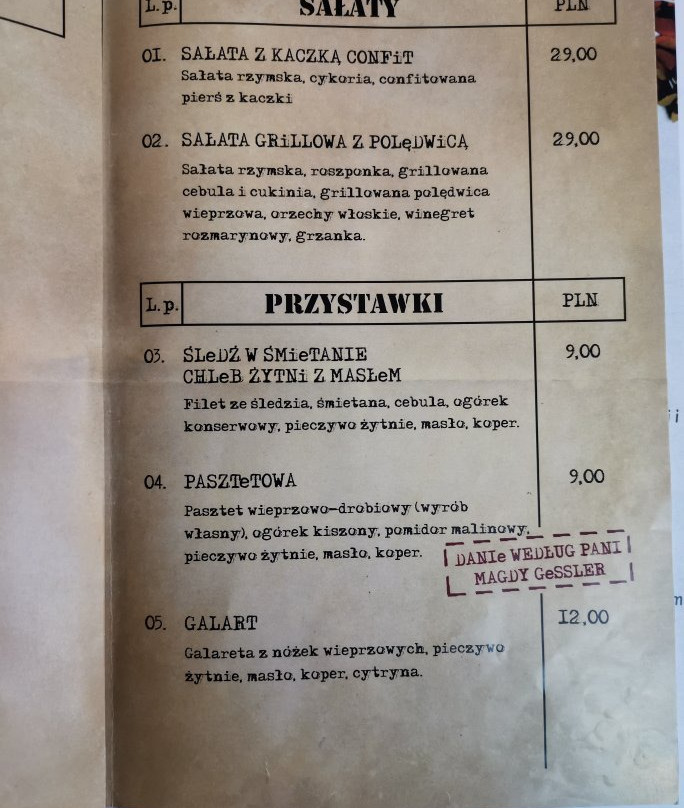 L.p. SAŁATY PLN
01. SAŁATA Z KACZKĄ CONFiT 29,00
Sałata rzymska, cykoria, confitowana
pierś z kaczki
02. SAŁATA GRiLLOWA Z POLęDWiCĄ 29,00
Sałata rzymska, roszponka, grillowana
cebula i cukinia, grillowana polędwica
wieprzowa, orzechy włoskie, winegret
rozmarynowy, grzanka.
L.p. PRZYSTAWKI PLN
03. ŚLeDŹ W ŚMieTANIE 9,00
CHLeB ŻYTNi Z MASŁeM
Filet ze śledzia, śmietana, cebula, ogórek
konserwowy, pieczywo żytnie, masło, koper.
04. PASZTeTOWA 9,00
Pasztet wieprzowo-drobiowy (wyrób
własny), ogórek kiszony, pomidor malinowy,
pieczywo żytnie, masło, koper.
DANIe WEDŁUG PANI
MAGDY GeSSLER
05. GALART 12,00
Galareta z nóżek wieprzowych, pieczywo
żytnie, masło, koper, cytryna.